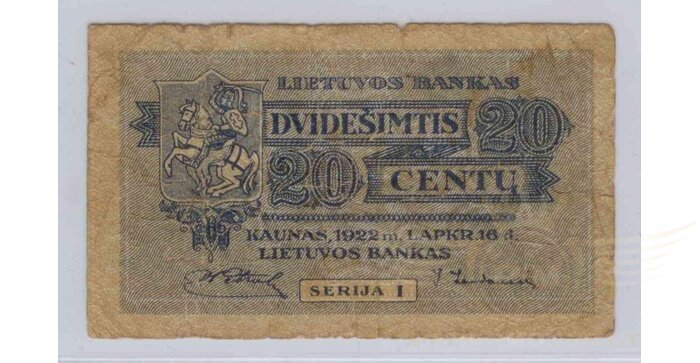 LIETUVOS BANKAS
DVIDEŠIMTIS 20
20 CENTŲ
KAUNAS, 1922 m. LAPKR. 16 d.
LIETUVOS BANKAS
SERIJA I